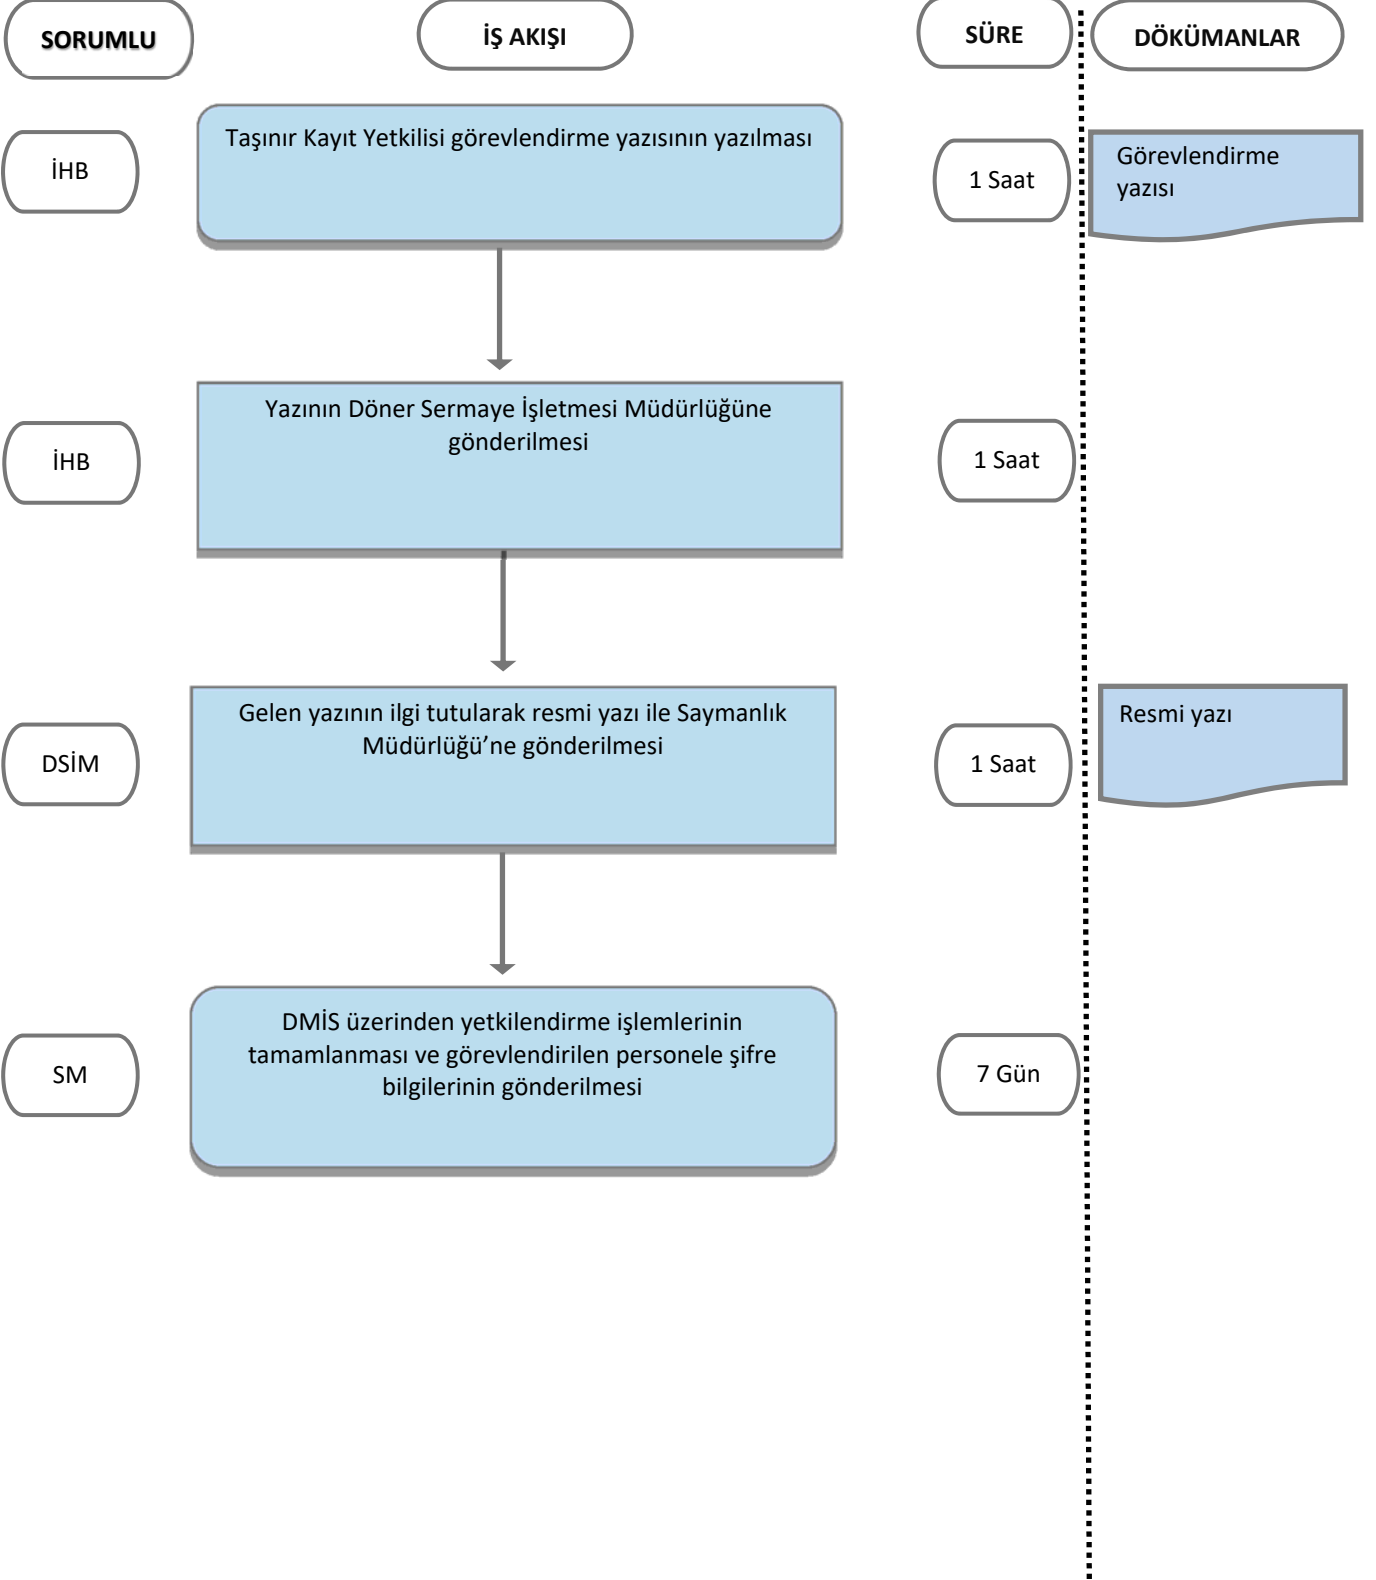 SORUMLU
İŞ AKIŞI
SÜRE
DÖKÜMANLAR
İHB
Taşınır Kayıt Yetkilisi görevlendirme yazısının yazılması
1 Saat
Görevlendirme
yazısı
İHB
Yazının Döner Sermaye İşletmesi Müdürlüğüne
gönderilmesi
1 Saat
DSİM
Gelen yazının ilgi tutularak resmi yazı ile Saymanlık
Müdürlüğü’ne gönderilmesi
1 Saat
Resmi yazı
SM
DMİS üzerinden yetkilendirme işlemlerinin
tamamlanması ve görevlendirilen personele şifre
bilgilerinin gönderilmesi
7 Gün